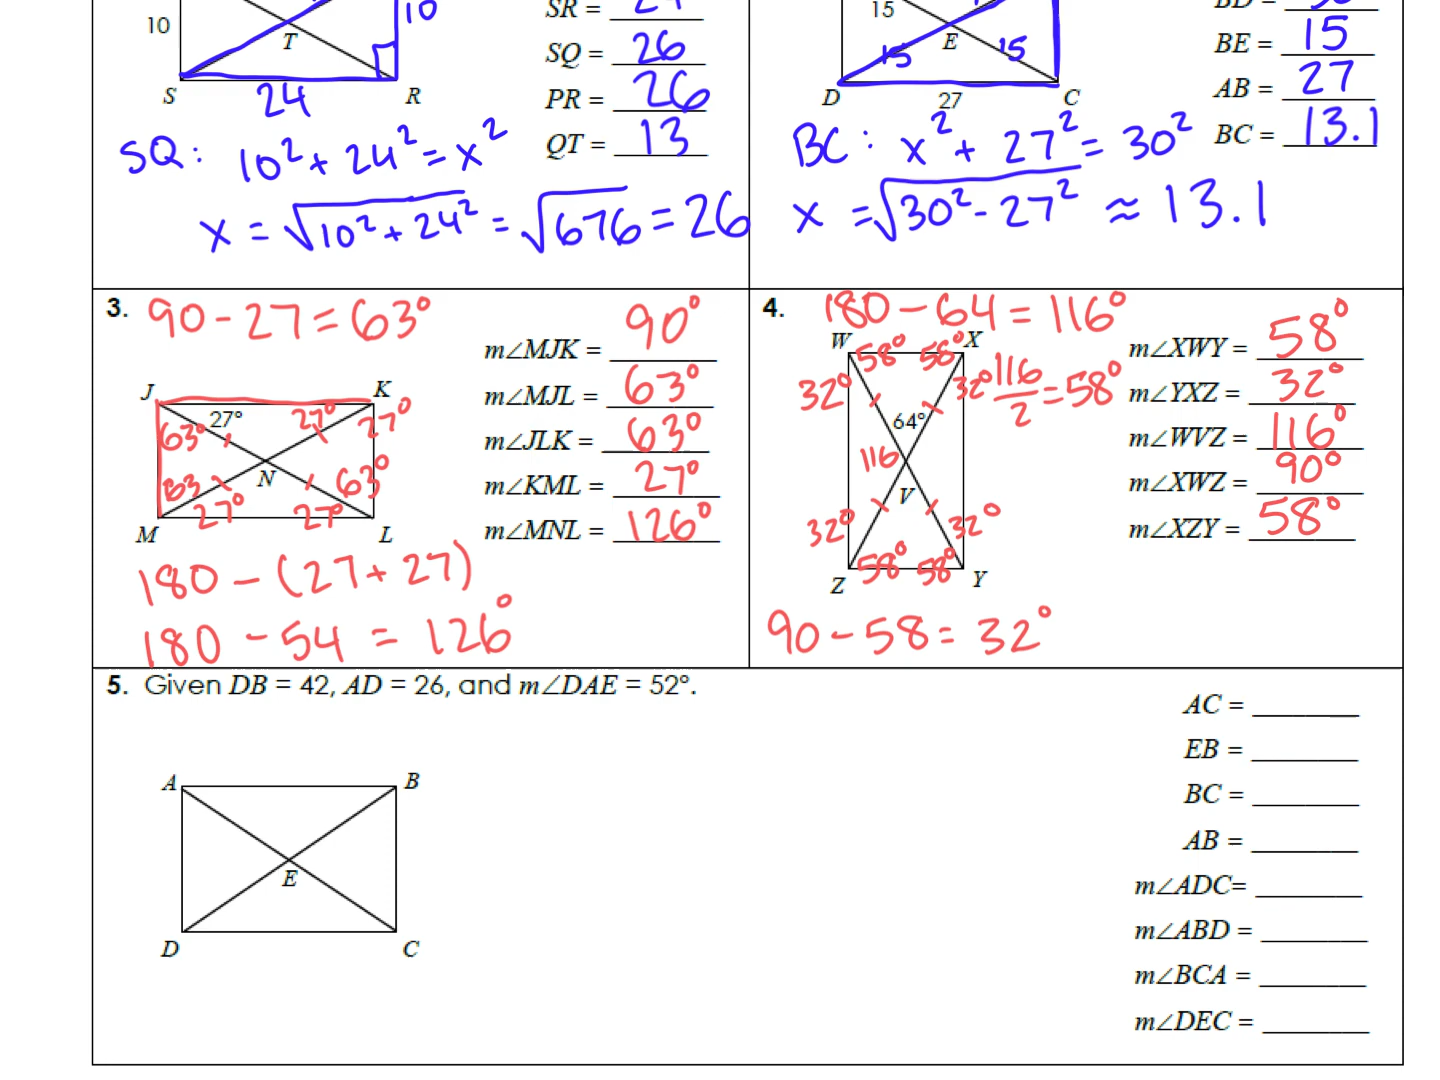 10
T
10
S
24
R
SR =
SQ = 26
PR = 26
QT = 13
SQ: 10² + 24² = x²
x = √10² + 24² = √676 = 26
15
E
15
15
D
27
C
BE = 15
AB = 27
BC = 13.1
BC: x² + 27² = 30²
x = √30² - 27² ≈ 13.1
3. 90 - 27 = 63°
J
K
27°
27°
27°
63°
N
63
63°
27°
27°
M
L
180 - (27 + 27)
180 - 54 = 126°
m∠MJK = 90°
m∠MJL = 63°
m∠JLK = 63°
m∠KML = 27°
m∠MNL = 126°
4. 180 - 64 = 116°
W
X
58°
58°
32°
32°
116/2 = 58°
64°
116
V
32°
32°
58°
58°
Z
Y
90 - 58 = 32°
m∠XWY = 58°
m∠YXZ = 32°
m∠WVZ = 116°
m∠XWZ = 90°
m∠XZY = 58°
5. Given DB = 42, AD = 26, and m∠DAE = 52°.
A
B
E
D
C
AC =
EB =
BC =
AB =
m∠ADC=
m∠ABD =
m∠BCA =
m∠DEC =